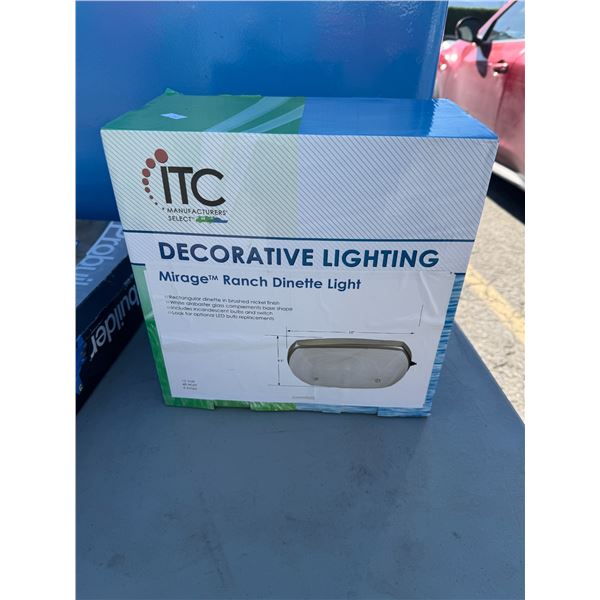 ITC
MANUFACTURERS'
SELECT
DECORATIVE LIGHTING
Mirage™ Ranch Dinette Light
Rectangular dinette in brushed nickel finish
White alabaster glass complements base shape
Includes incandescent bulbs and switch
Look for optional LED bulb replacements
Probuilder
builder